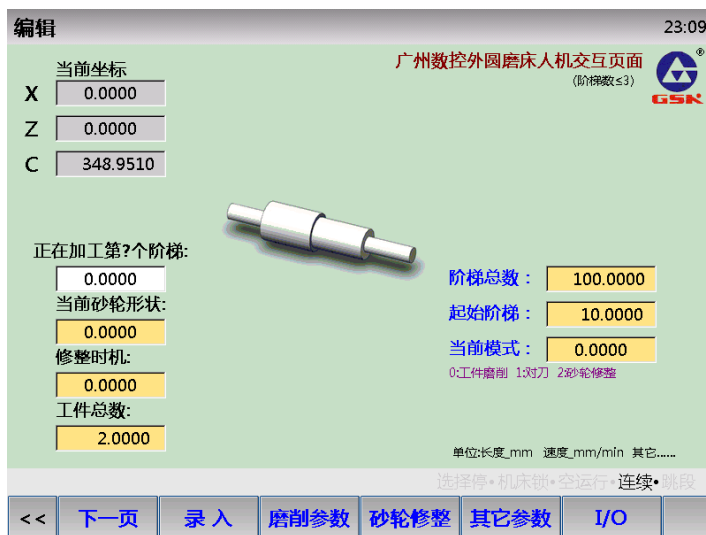 编辑
23:09
当前坐标
X 0.0000
Z 0.0000
C 348.9510
广州数控外圆磨床人机交互页面
(阶梯数≤3)
®
GSK
正在加工第?个阶梯:
0.0000
当前砂轮形状:
0.0000
修整时机:
0.0000
工件总数:
2.0000
阶梯总数： 100.0000
起始阶梯： 10.0000
当前模式： 0.0000
0:工件磨削 1:对刀 2:砂轮修整
单位:长度_mm 速度_mm/min 其它......
选择停•机床锁•空运行•连续•跳段
<< 下一页 录 入 磨削参数 砂轮修整 其它参数 I/O